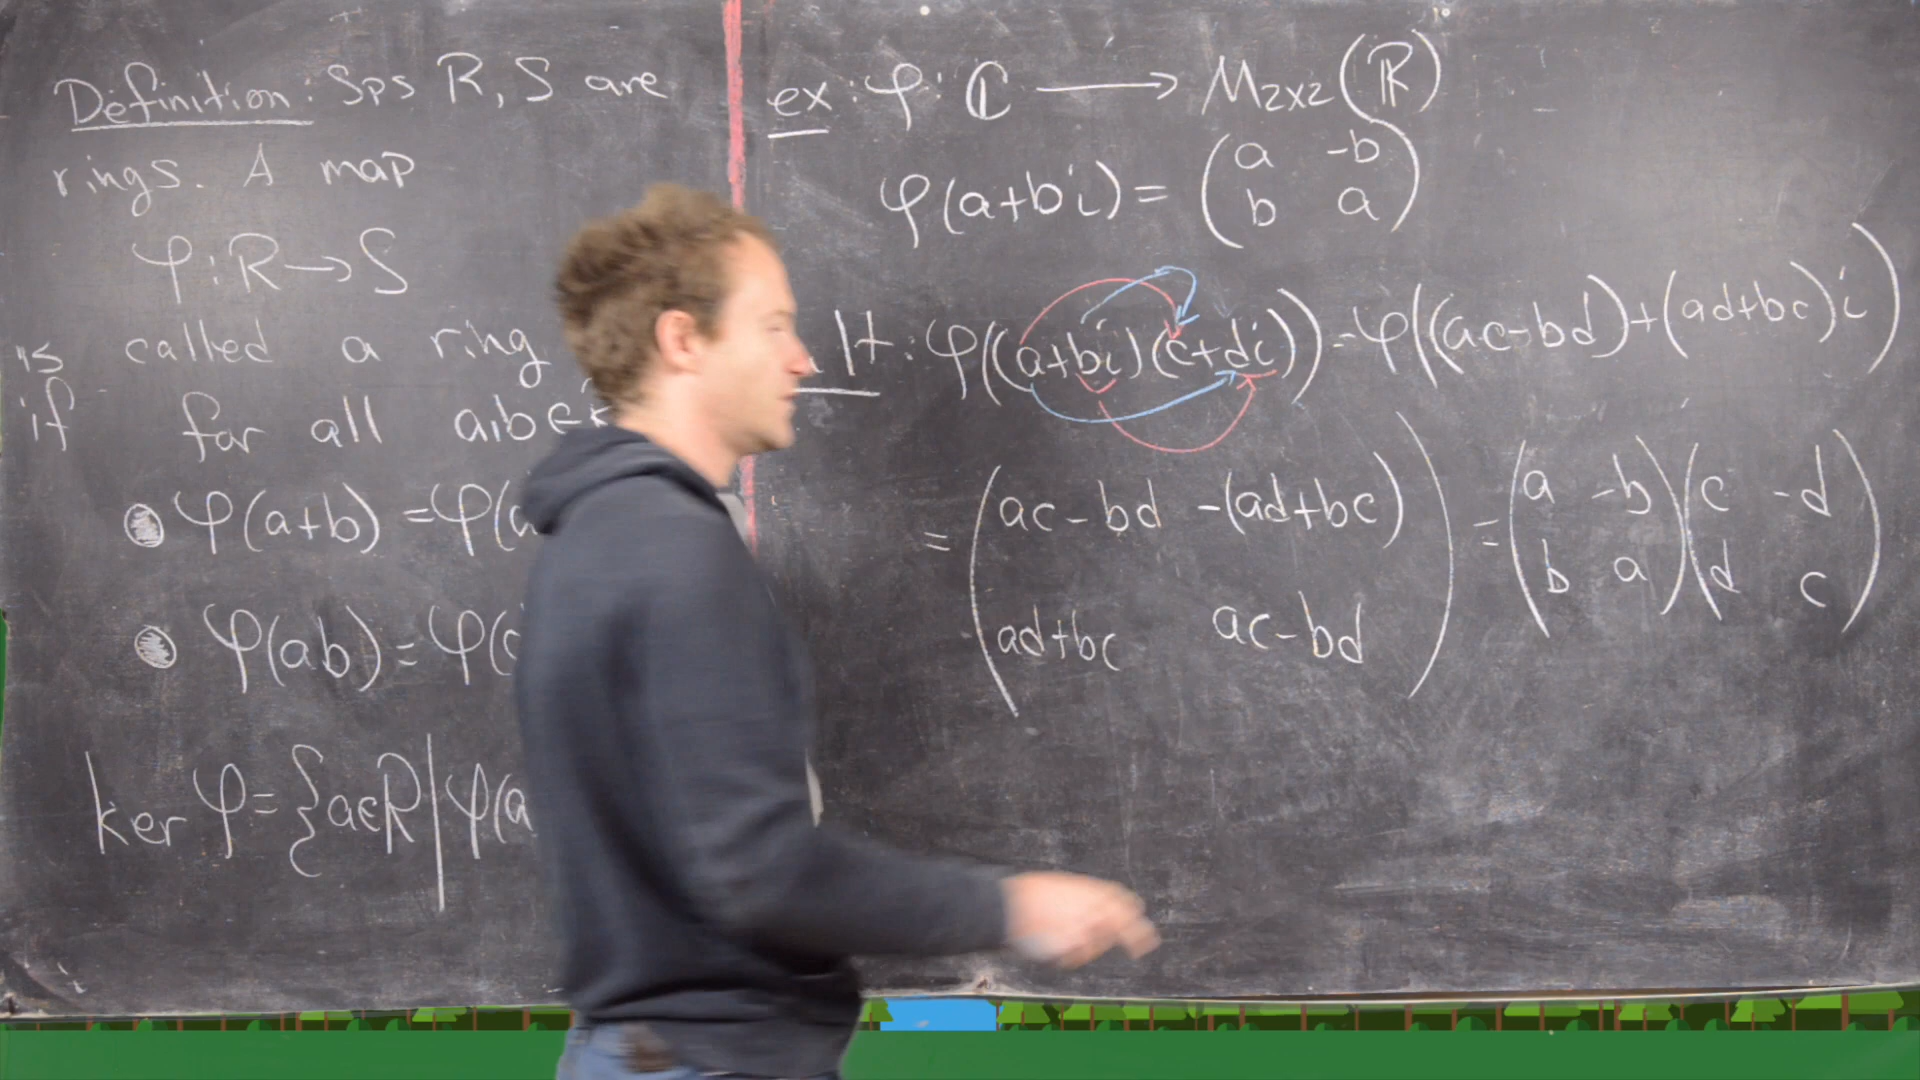 Definition: Sps R, S are
rings. A map
φ: R → S
is called a ring
if for all a,b∈
φ(a+b) = φ(a
φ(ab) = φ(
ker φ = {a∈R | φ(a
ex: φ: ℂ → M₂ₓ₂(ℝ)
φ(a+bi) = (a -b
b a)
lt: φ((a+bi)(c+di)) = φ((ac-bd)+(ad+bc)i)
= (ac-bd -(ad+bc)
ad+bc ac-bd) = (a -b
b a)(c -d
d c)